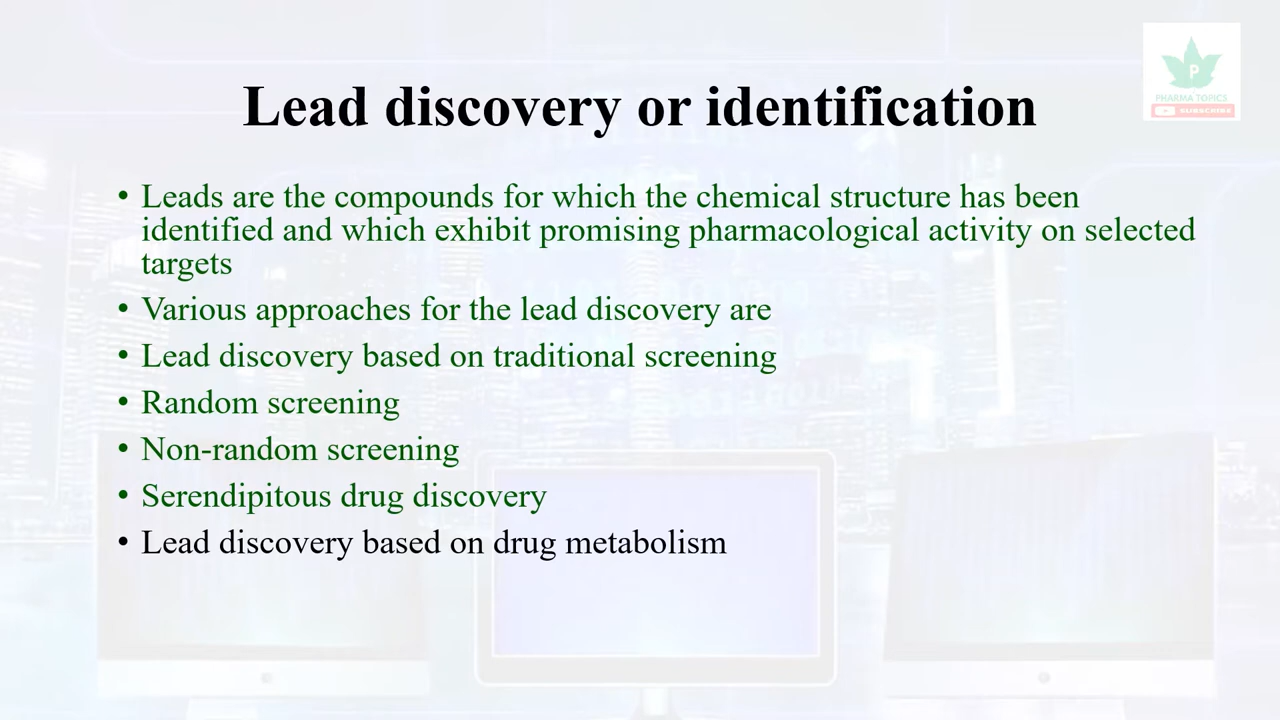 P
PHARMA TOPICS
SUBSCRIBE
Lead discovery or identification
• Leads are the compounds for which the chemical structure has been
identified and which exhibit promising pharmacological activity on selected
targets
• Various approaches for the lead discovery are
• Lead discovery based on traditional screening
• Random screening
• Non-random screening
• Serendipitous drug discovery
• Lead discovery based on drug metabolism